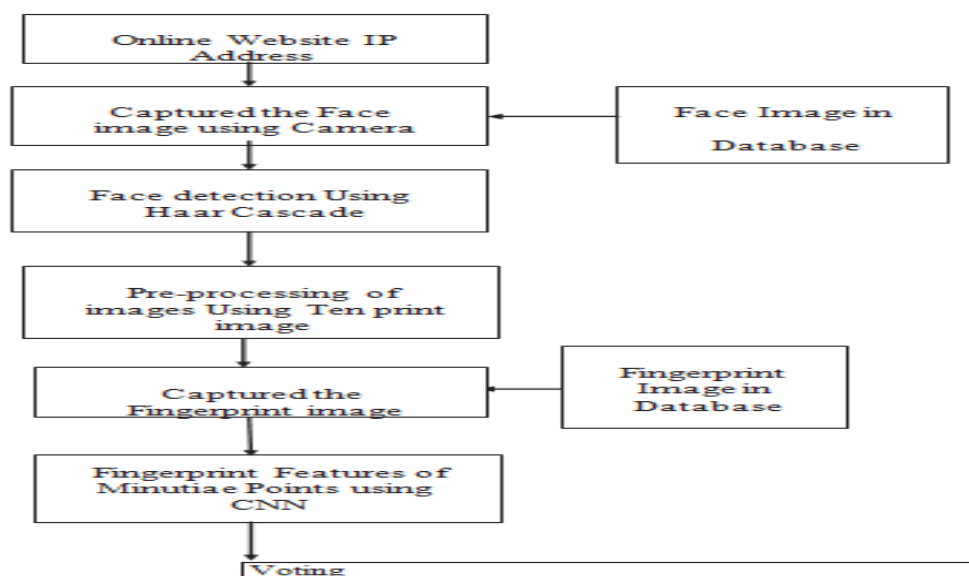 Online Website IP
Address
Captured the Face
image using Camera
Face Image in
Database
Face detection Using
Haar Cascade
Pre-processing of
images Using Ten print
image
Captured the
Fingerprint image
Fingerprint
Image in
Database
Fingerprint Features of
Minutiae Points using
CNN
Voting